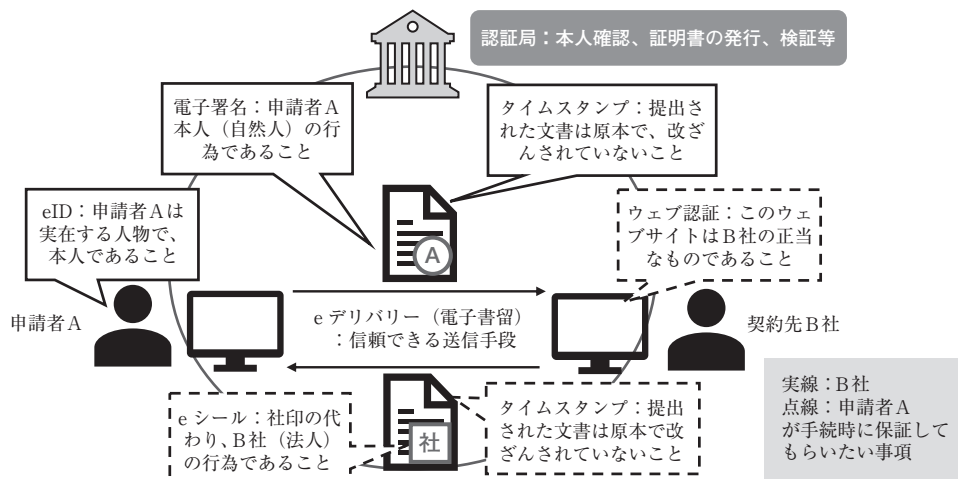 認証局：本人確認、証明書の発行、検証等
電子署名：申請者A
本人（自然人）の行
為であること
タイムスタンプ：提出さ
れた文書は原本で、改ざ
んされていないこと
eID：申請者Aは
実在する人物で、
本人であること
A
ウェブ認証：このウェ
ブサイトはB社の正当
なものであること
申請者A
eデリバリー（電子書留）
：信頼できる送信手段
契約先B社
eシール：社印の代
わり、B社（法人）
の行為であること
社
タイムスタンプ：提出
された文書は原本で改
ざんされていないこと
実線：B社
点線：申請者A
が手続時に保証して
もらいたい事項